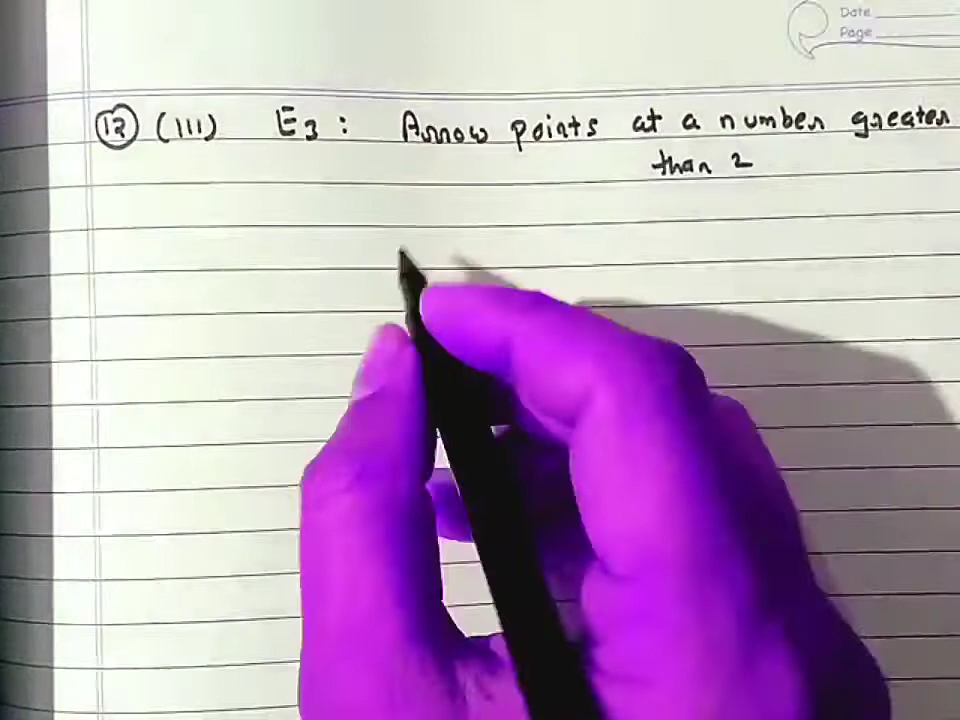 Date
Page
12 (III) E3 : Arrow points at a number greater
than 2